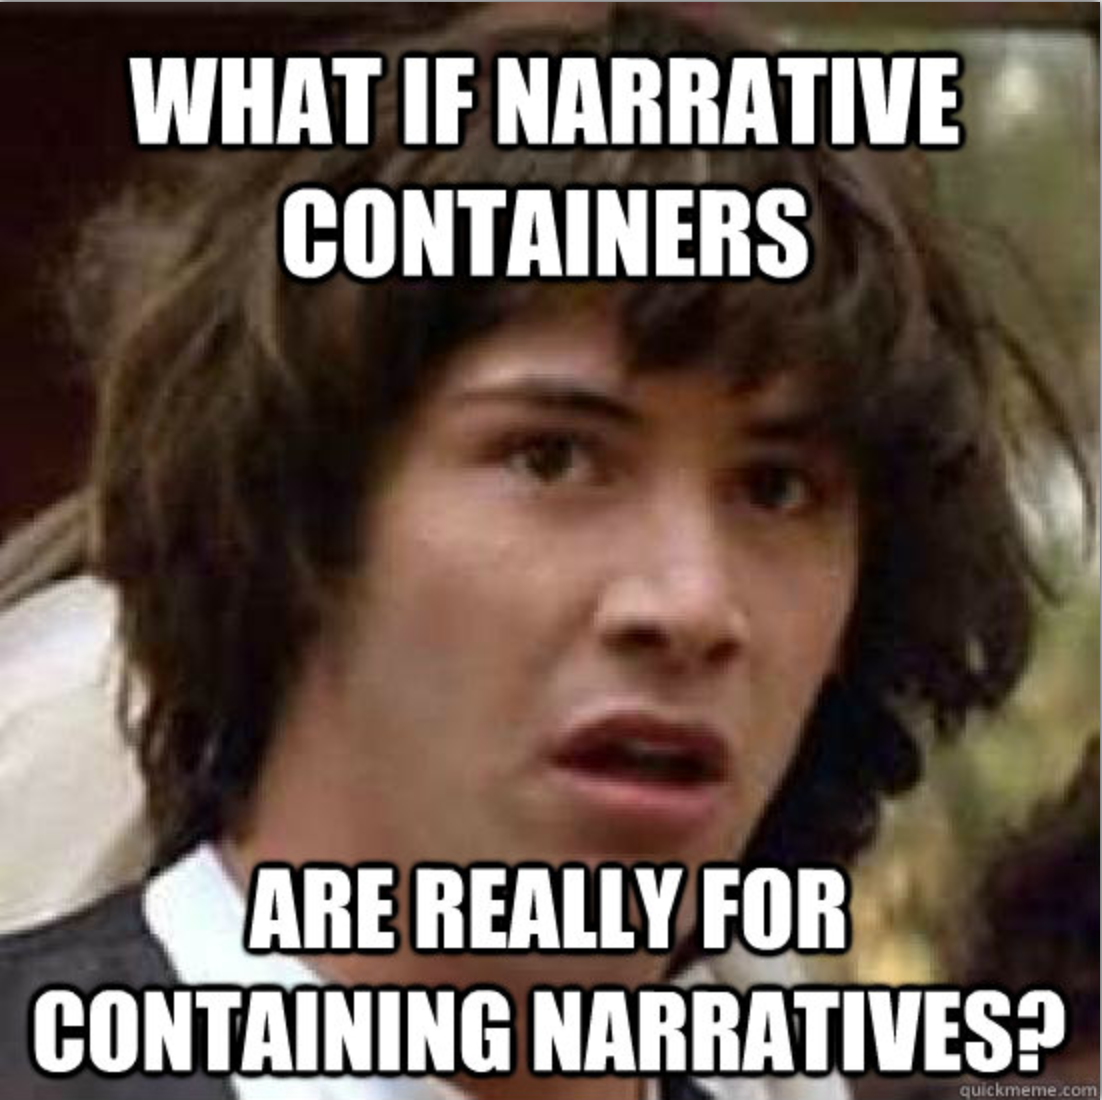 WHAT IF NARRATIVE
CONTAINERS
ARE REALLY FOR
CONTAINING NARRATIVES?
quickmeme.com